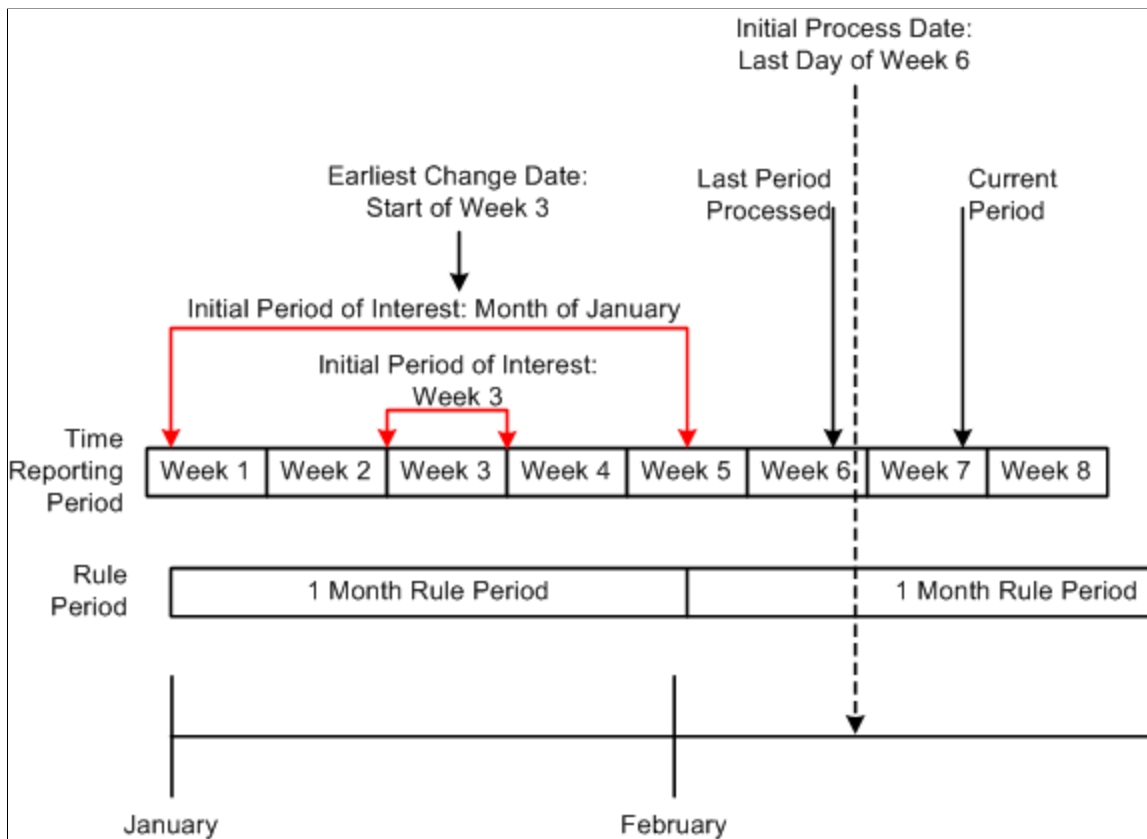 Initial Process Date:
Last Day of Week 6
Earliest Change Date:
Start of Week 3
Last Period
Processed
Current
Period
Initial Period of Interest: Month of January
Initial Period of Interest:
Week 3
Time
Reporting
Period
Week 1
Week 2
Week 3
Week 4
Week 5
Week 6
Week 7
Week 8
Rule
Period
1 Month Rule Period
1 Month Rule Period
January
February